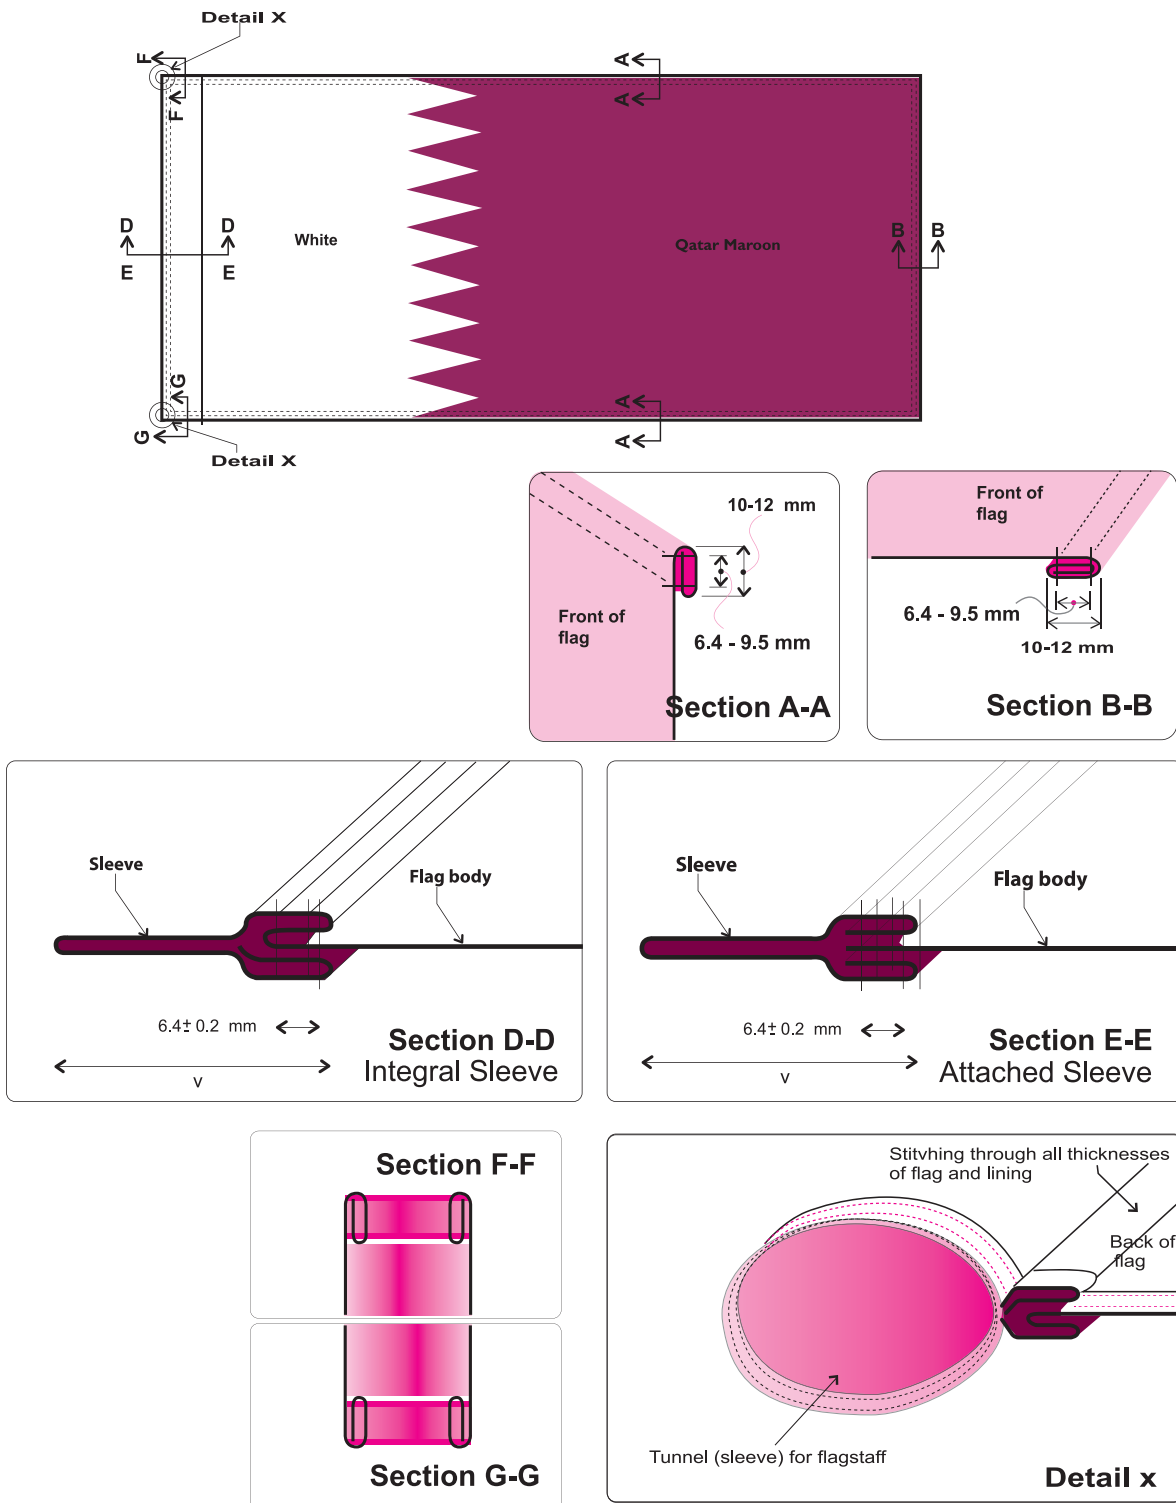 Detail X
F
F
A
A
D
D
E
E
White
Qatar Maroon
B
B
G
G
A
A
Detail X
10-12 mm
Front of
flag
6.4 - 9.5 mm
Section A-A
Front of
flag
6.4 - 9.5 mm
10-12 mm
Section B-B
Sleeve
Flag body
6.4± 0.2 mm
v
Section D-D
Integral Sleeve
Sleeve
Flag body
6.4± 0.2 mm
v
Section E-E
Attached Sleeve
Section F-F
Section G-G
Stitvhing through all thicknesses
of flag and lining
Back of
flag
Tunnel (sleeve) for flagstaff
Detail x